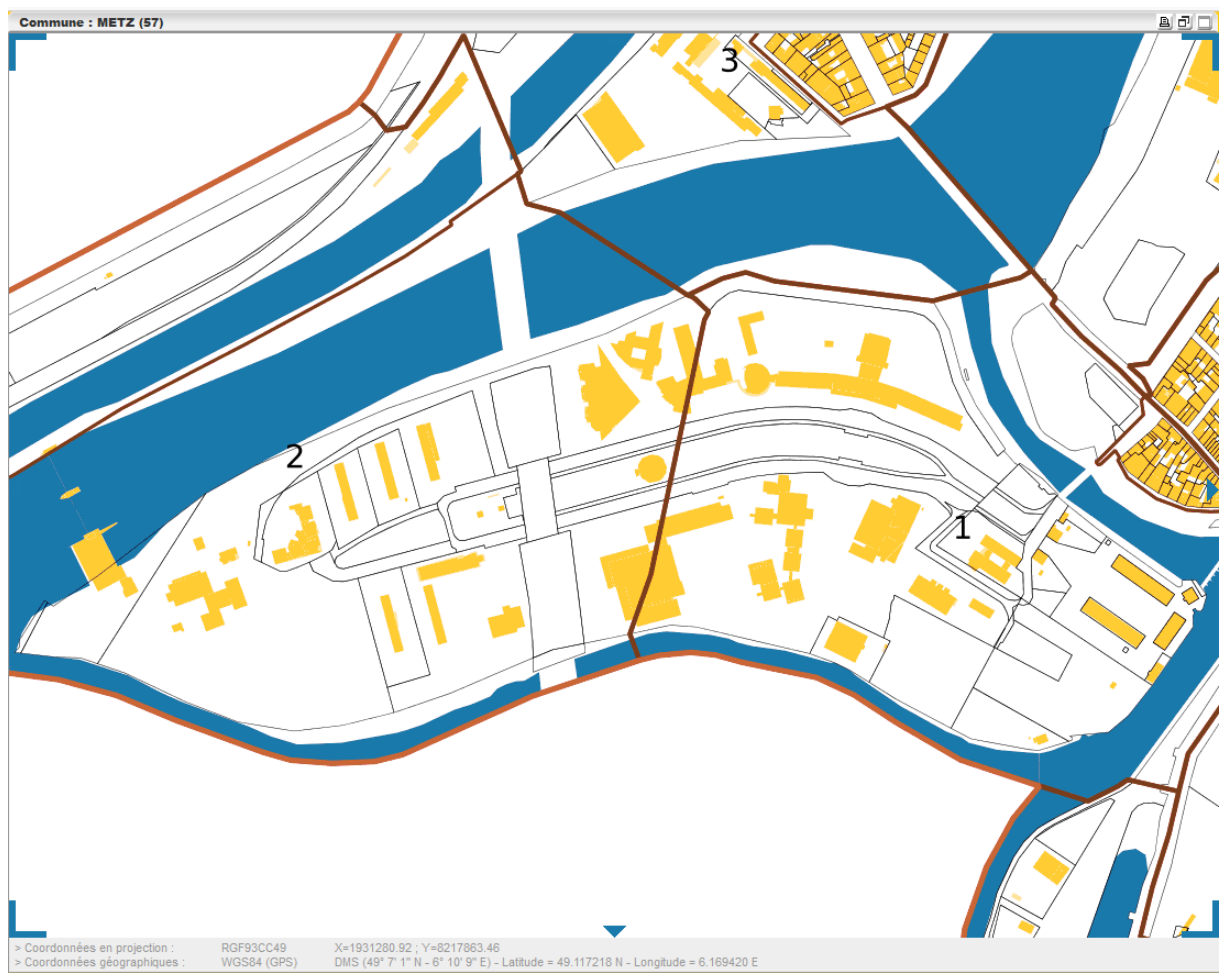 Commune : METZ (57)
3
2
1
> Coordonnées en projection : RGF93CC49 X=1931280.92 ; Y=8217863.46
> Coordonnées géographiques : WGS84 (GPS) DMS (49° 7' 1" N - 6° 10' 9" E) - Latitude = 49.117218 N - Longitude = 6.169420 E